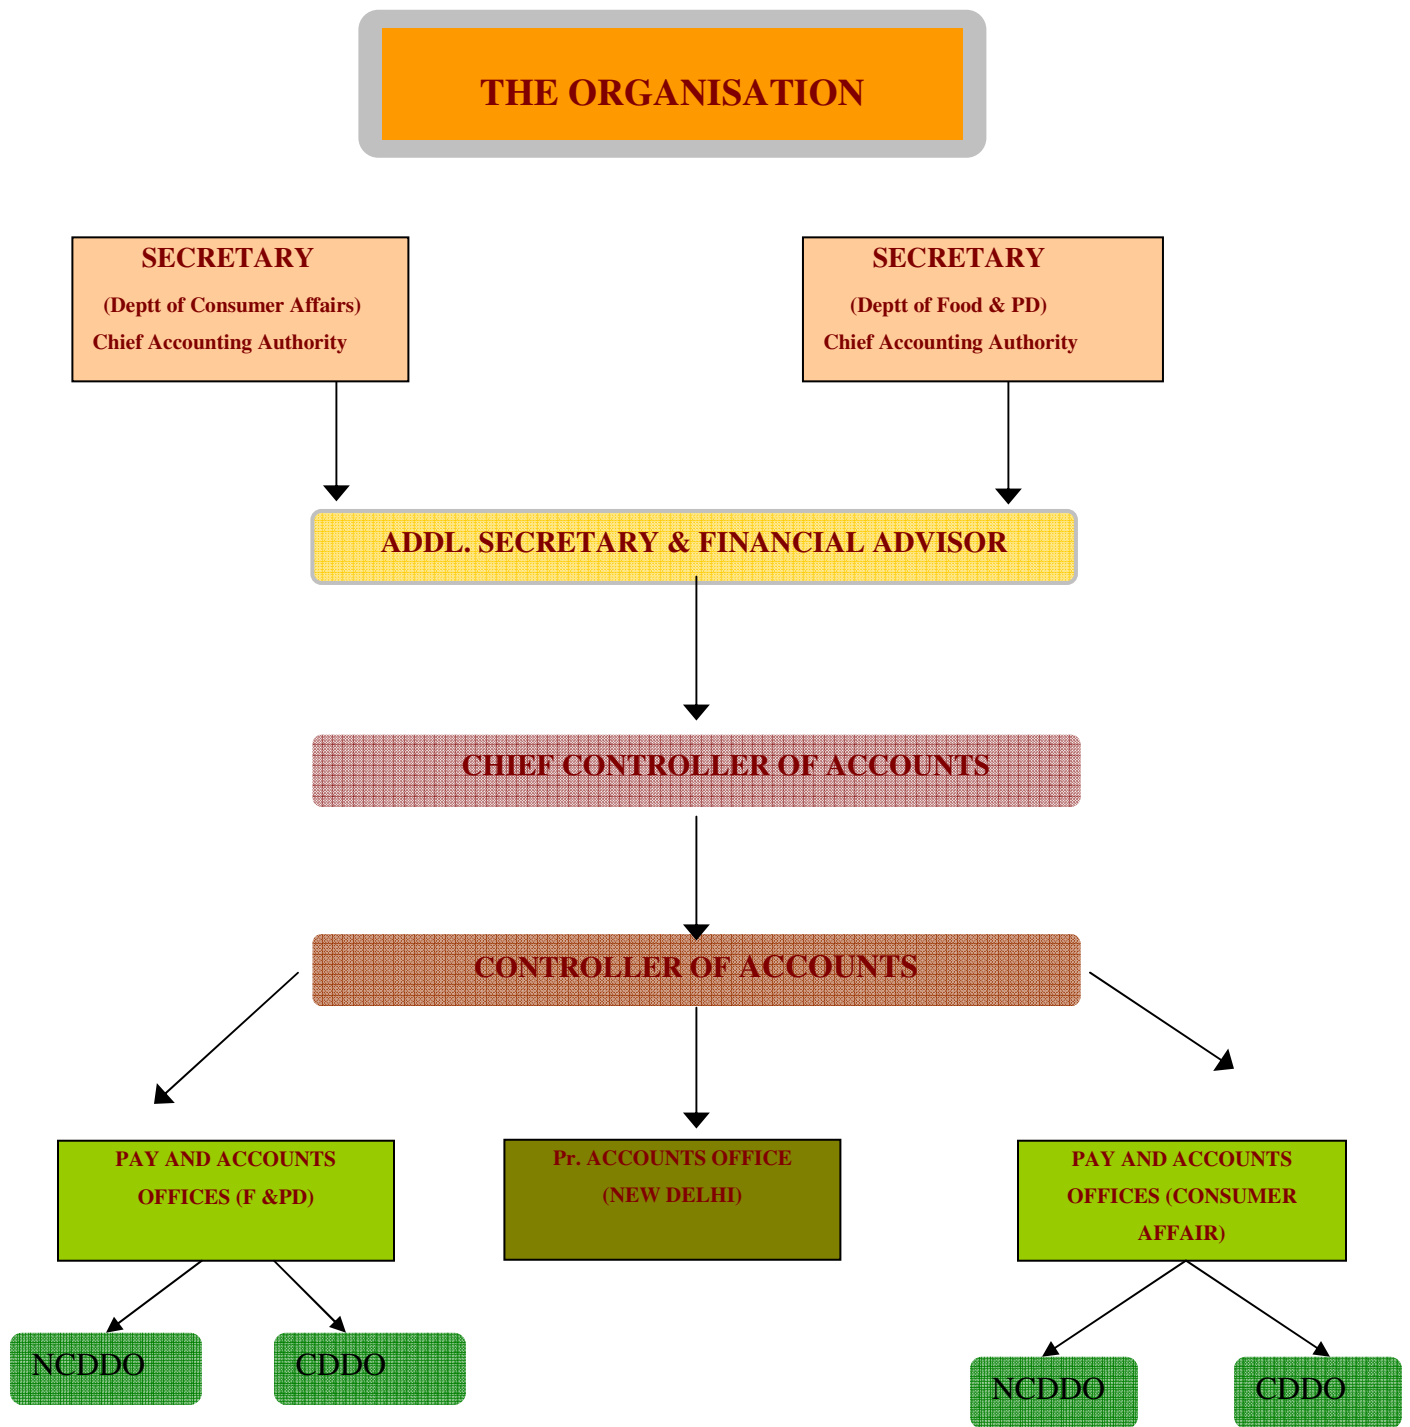 THE ORGANISATION
SECRETARY
(Deptt of Consumer Affairs)
Chief Accounting Authority
SECRETARY
(Deptt of Food & PD)
Chief Accounting Authority
ADDL. SECRETARY & FINANCIAL ADVISOR
CHIEF CONTROLLER OF ACCOUNTS
CONTROLLER OF ACCOUNTS
PAY AND ACCOUNTS
OFFICES (F &PD)
Pr. ACCOUNTS OFFICE
(NEW DELHI)
PAY AND ACCOUNTS
OFFICES (CONSUMER
AFFAIR)
NCDDO
CDDO
NCDDO
CDDO